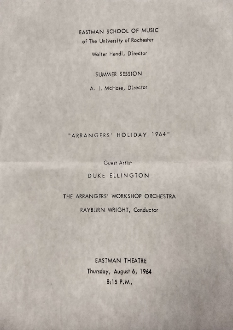 EASTMAN SCHOOL OF MUSIC
of The University of Rochester
Walter Hendl, Director
SUMMER SESSION
A. I. McHose, Director
"ARRANGERS' HOLIDAY 1964"
Guest Artist
DUKE ELLINGTON
THE ARRANGERS' WORKSHOP ORCHESTRA
RAYBURN WRIGHT, Conductor
EASTMAN THEATRE
Thursday, August 6, 1964
8:15 P.M.